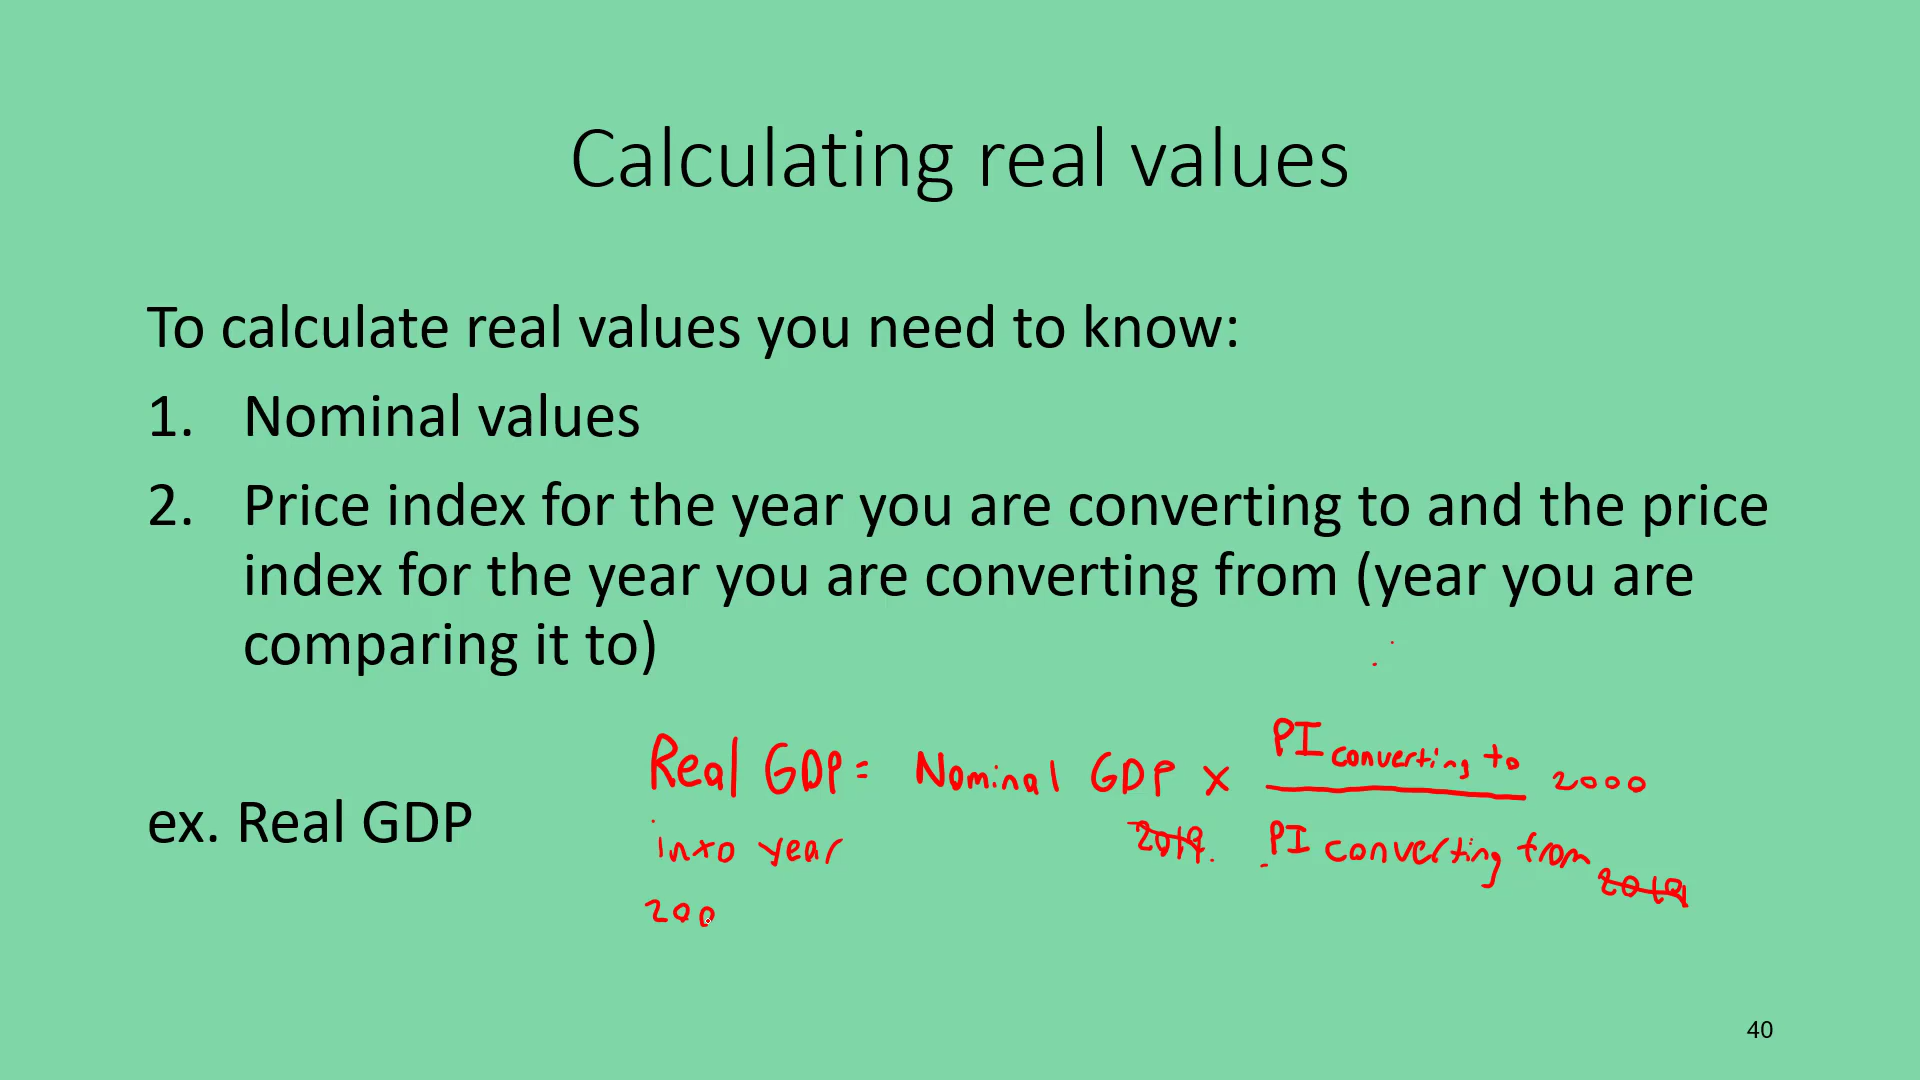 Calculating real values
To calculate real values you need to know:
1. Nominal values
2. Price index for the year you are converting to and the price
index for the year you are converting from (year you are
comparing it to)
ex. Real GDP
Real GDP = Nominal GDP x PI converting to 2000
into year 2019. PI converting from 2019
200
40